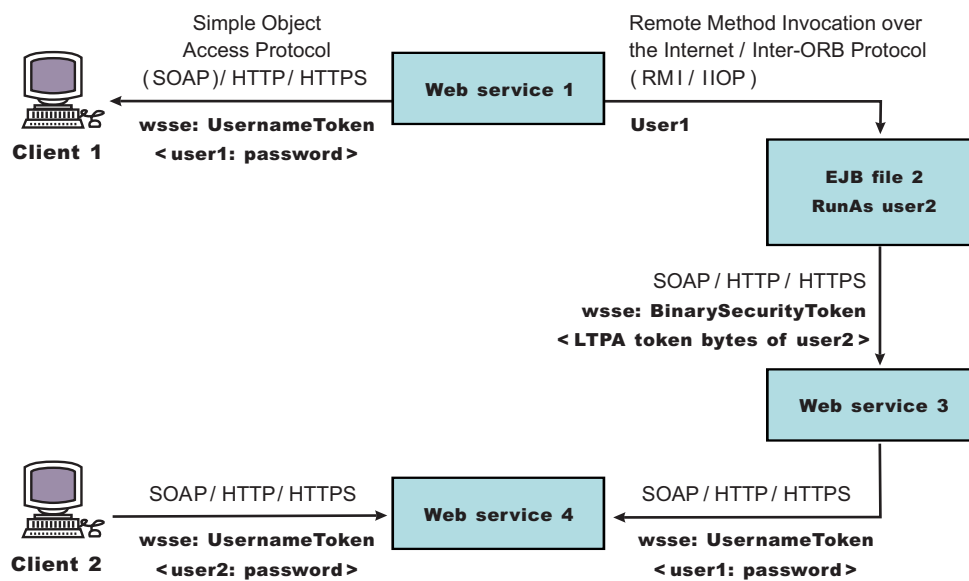 Simple Object
Access Protocol
(SOAP)/ HTTP/ HTTPS
wsse: UsernameToken
<user1: password>
Client 1
Web service 1
Remote Method Invocation over
the Internet / Inter-ORB Protocol
(RMI / IIOP)
User1
EJB file 2
RunAs user2
SOAP / HTTP / HTTPS
wsse: BinarySecurityToken
<LTPA token bytes of user2>
Web service 3
SOAP/ HTTP/ HTTPS
wsse: UsernameToken
<user2: password>
Client 2
Web service 4
SOAP / HTTP / HTTPS
wsse: UsernameToken
<user1: password>